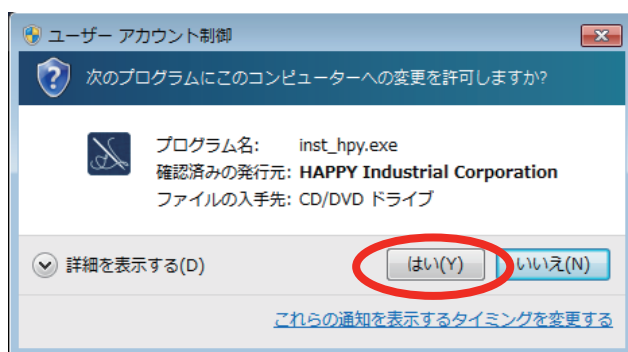 ユーザー アカウント制御
次のプログラムにこのコンピューターへの変更を許可しますか?
プログラム名: inst_hpy.exe
確認済みの発行元: HAPPY Industrial Corporation
ファイルの入手先: CD/DVD ドライブ
詳細を表示する(D) はい(Y) いいえ(N)
これらの通知を表示するタイミングを変更する